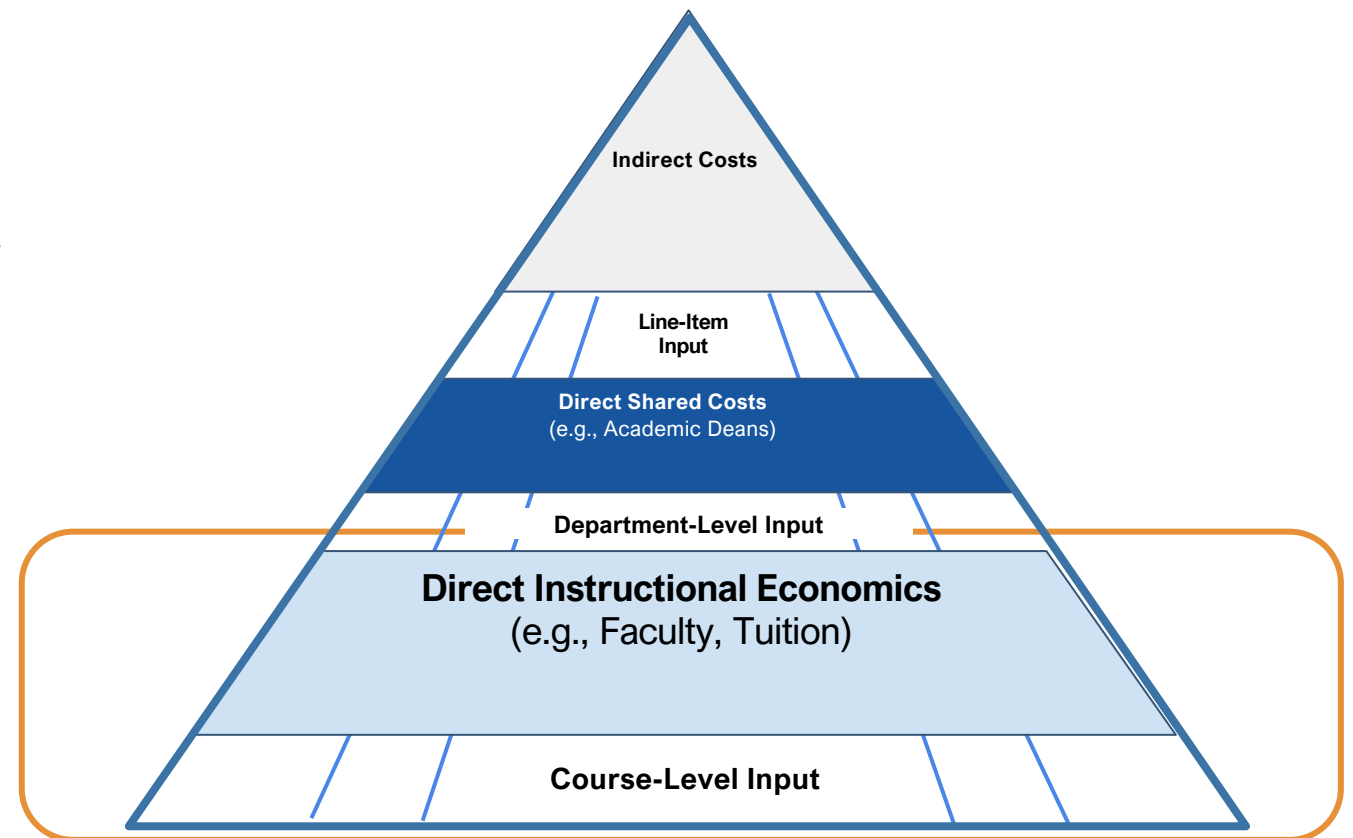 Indirect Costs
Line-Item
Input
Direct Shared Costs
(e.g., Academic Deans)
Department-Level Input
Direct Instructional Economics
(e.g., Faculty, Tuition)
Course-Level Input